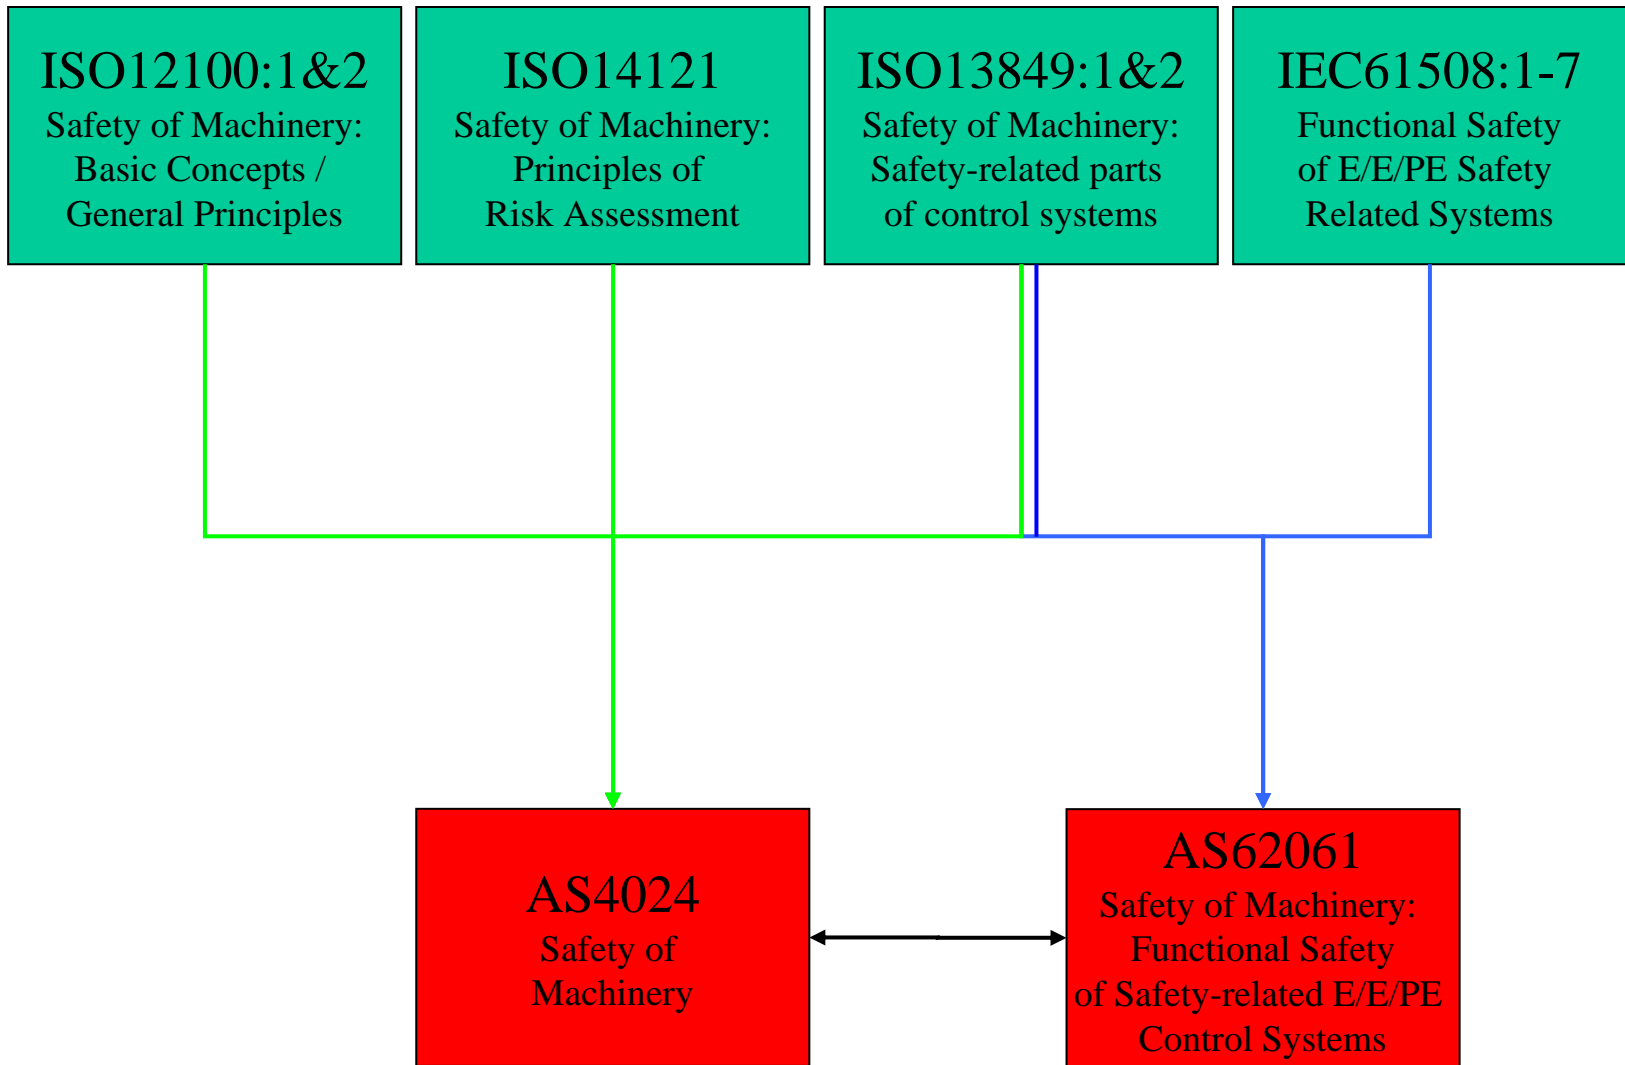 ISO12100:1&2
Safety of Machinery:
Basic Concepts /
General Principles
ISO14121
Safety of Machinery:
Principles of
Risk Assessment
ISO13849:1&2
Safety of Machinery:
Safety-related parts
of control systems
IEC61508:1-7
Functional Safety
of E/E/PE Safety
Related Systems
AS4024
Safety of
Machinery
AS62061
Safety of Machinery:
Functional Safety
of Safety-related E/E/PE
Control Systems